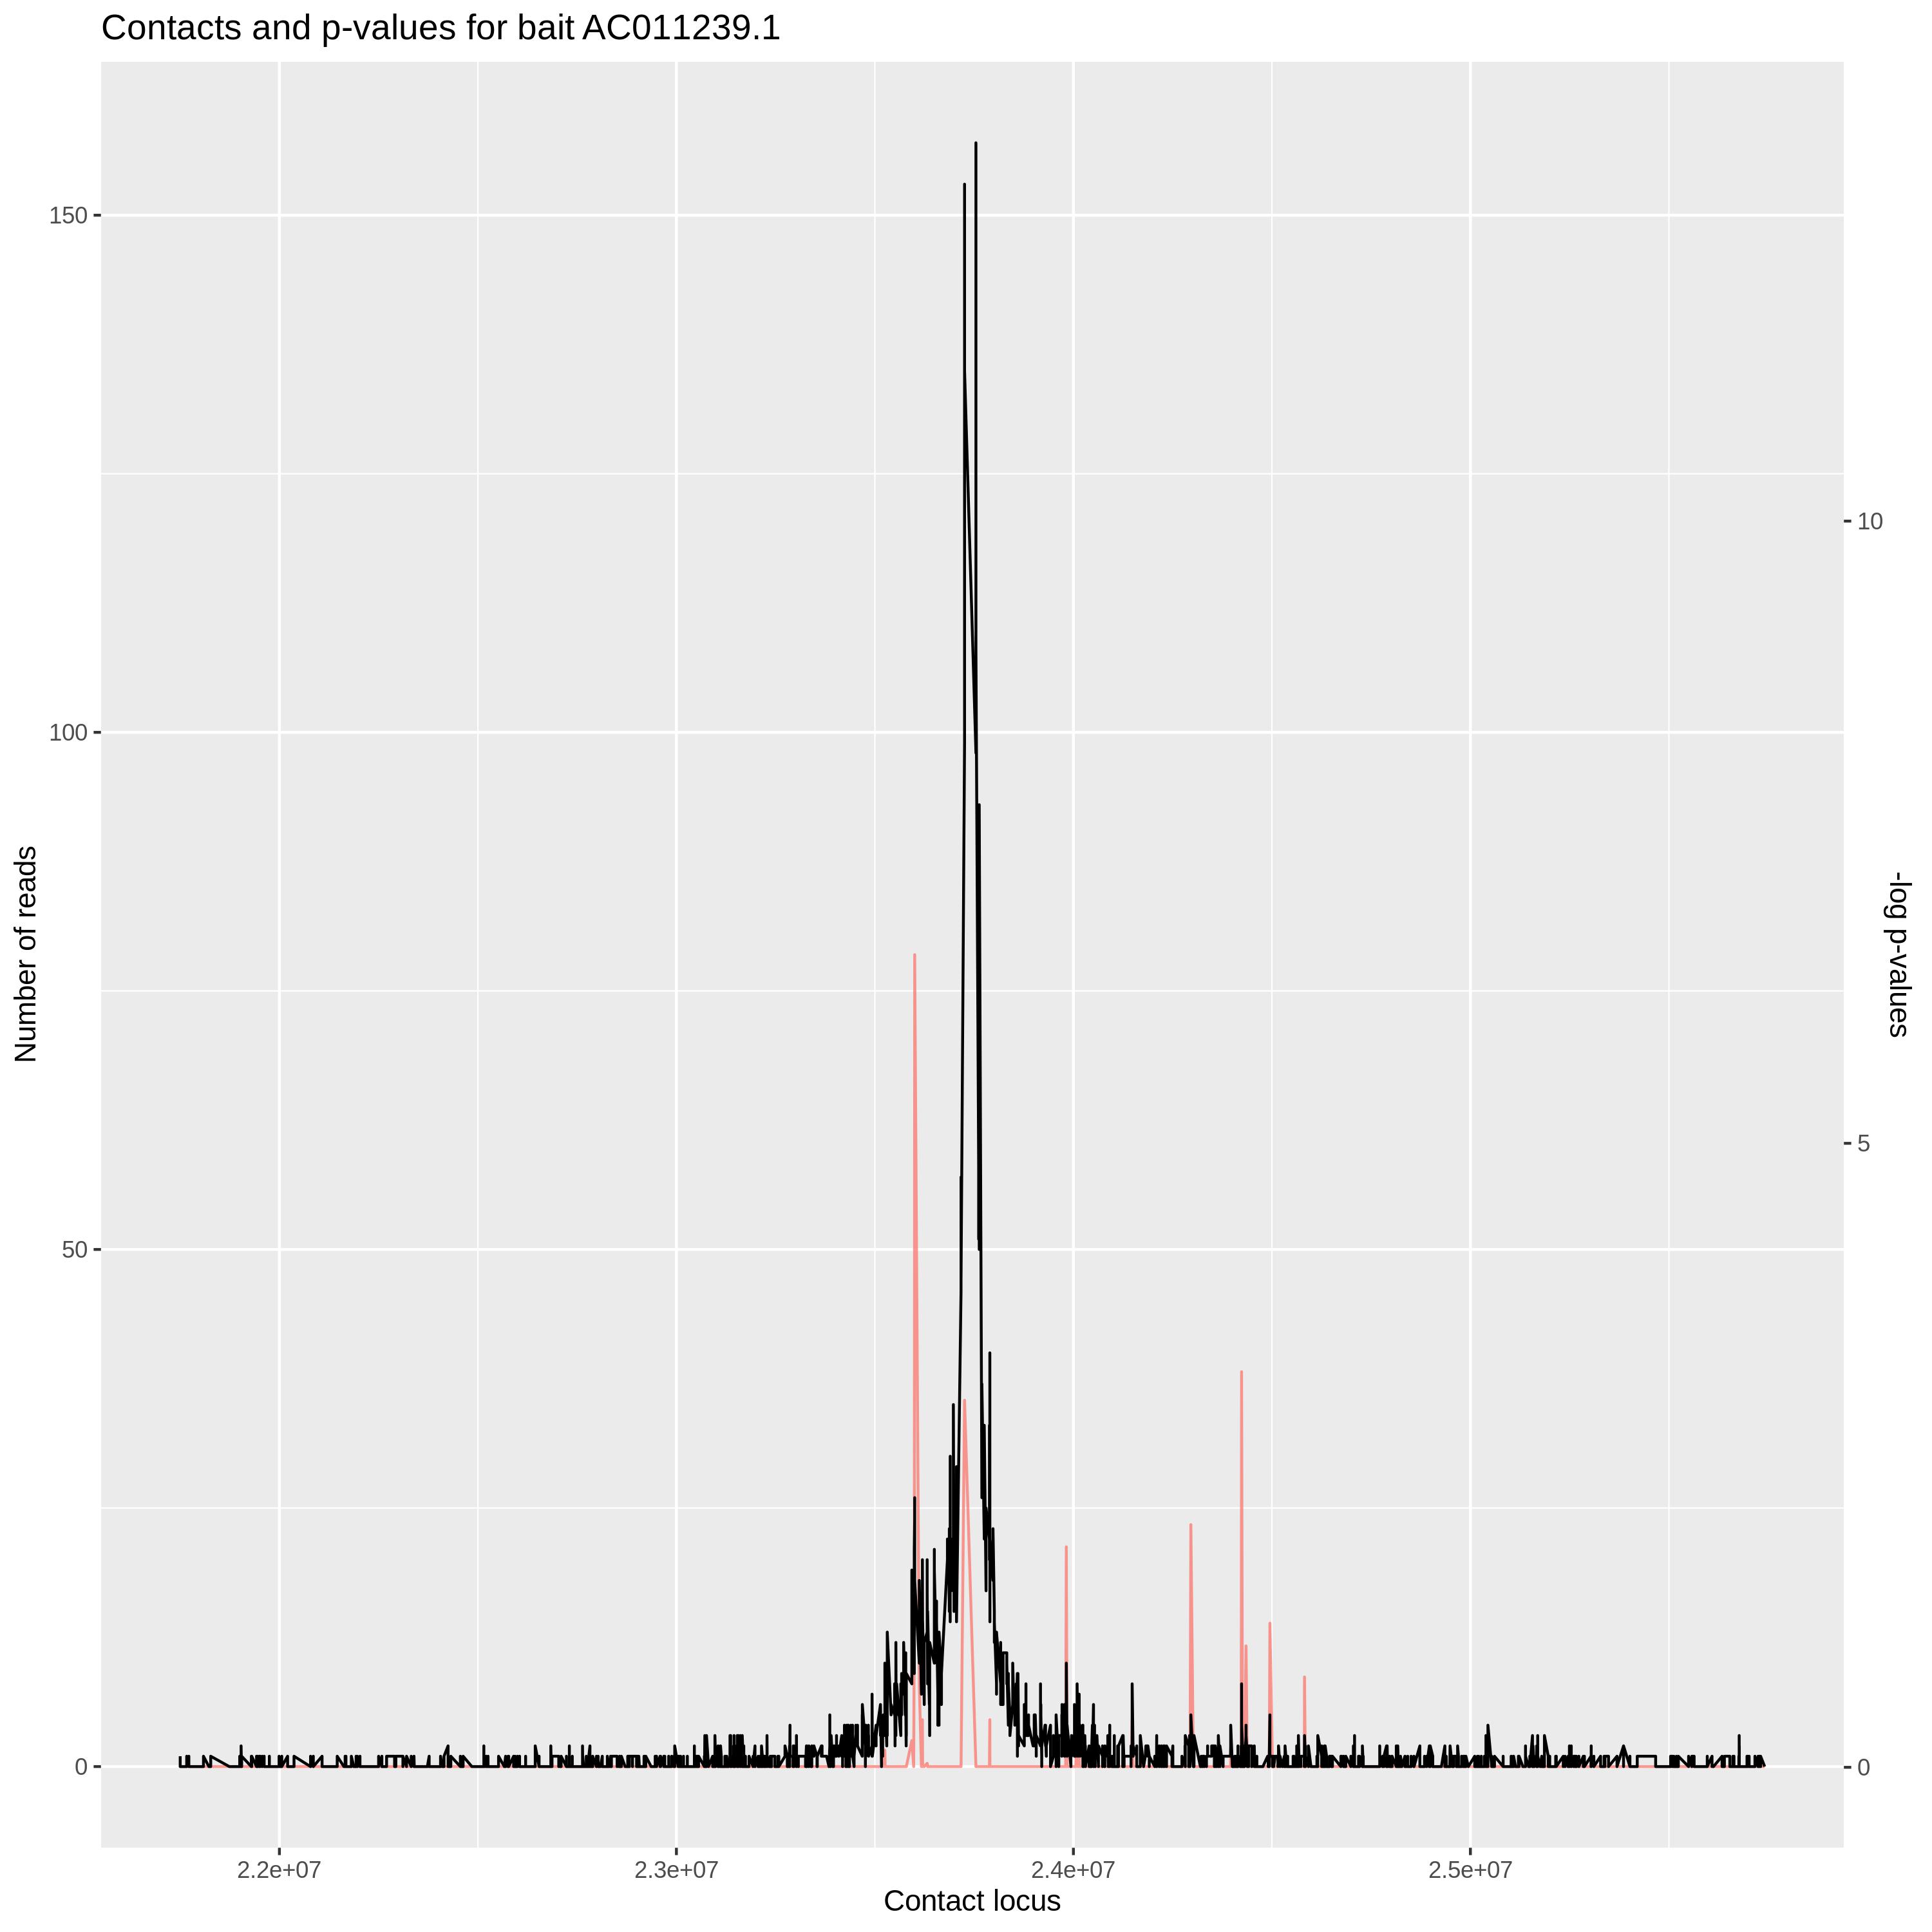 Contacts and p-values for bait AC011239.1
150
100
50
0
10
5
0
Number of reads
-log p-values
2.2e+07
2.3e+07
2.4e+07
2.5e+07
Contact locus